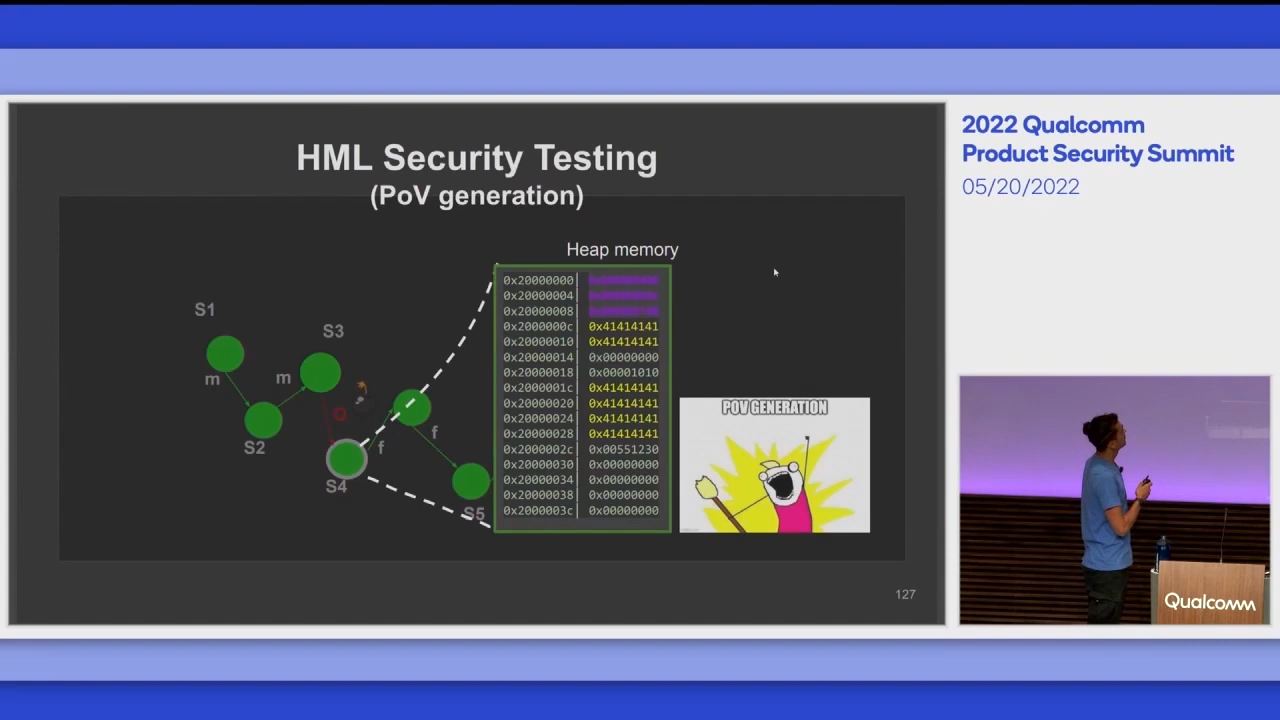 HML Security Testing
(PoV generation)
Heap memory
0x20000000|
0x20000004|
0x20000008|
0x2000000c| 0x41414141
0x20000010| 0x41414141
0x20000014| 0x00000000
0x20000018| 0x00001010
0x2000001c| 0x41414141
0x20000020| 0x41414141
0x20000024| 0x41414141
0x20000028| 0x41414141
0x2000002c| 0x00551230
0x20000030| 0x00000000
0x20000034| 0x00000000
0x20000038| 0x00000000
0x2000003c| 0x00000000
S1
S3
m
m
S2
f
f
S4
S5
POV GENERATION
127
2022 Qualcomm
Product Security Summit
05/20/2022
Qualcomm